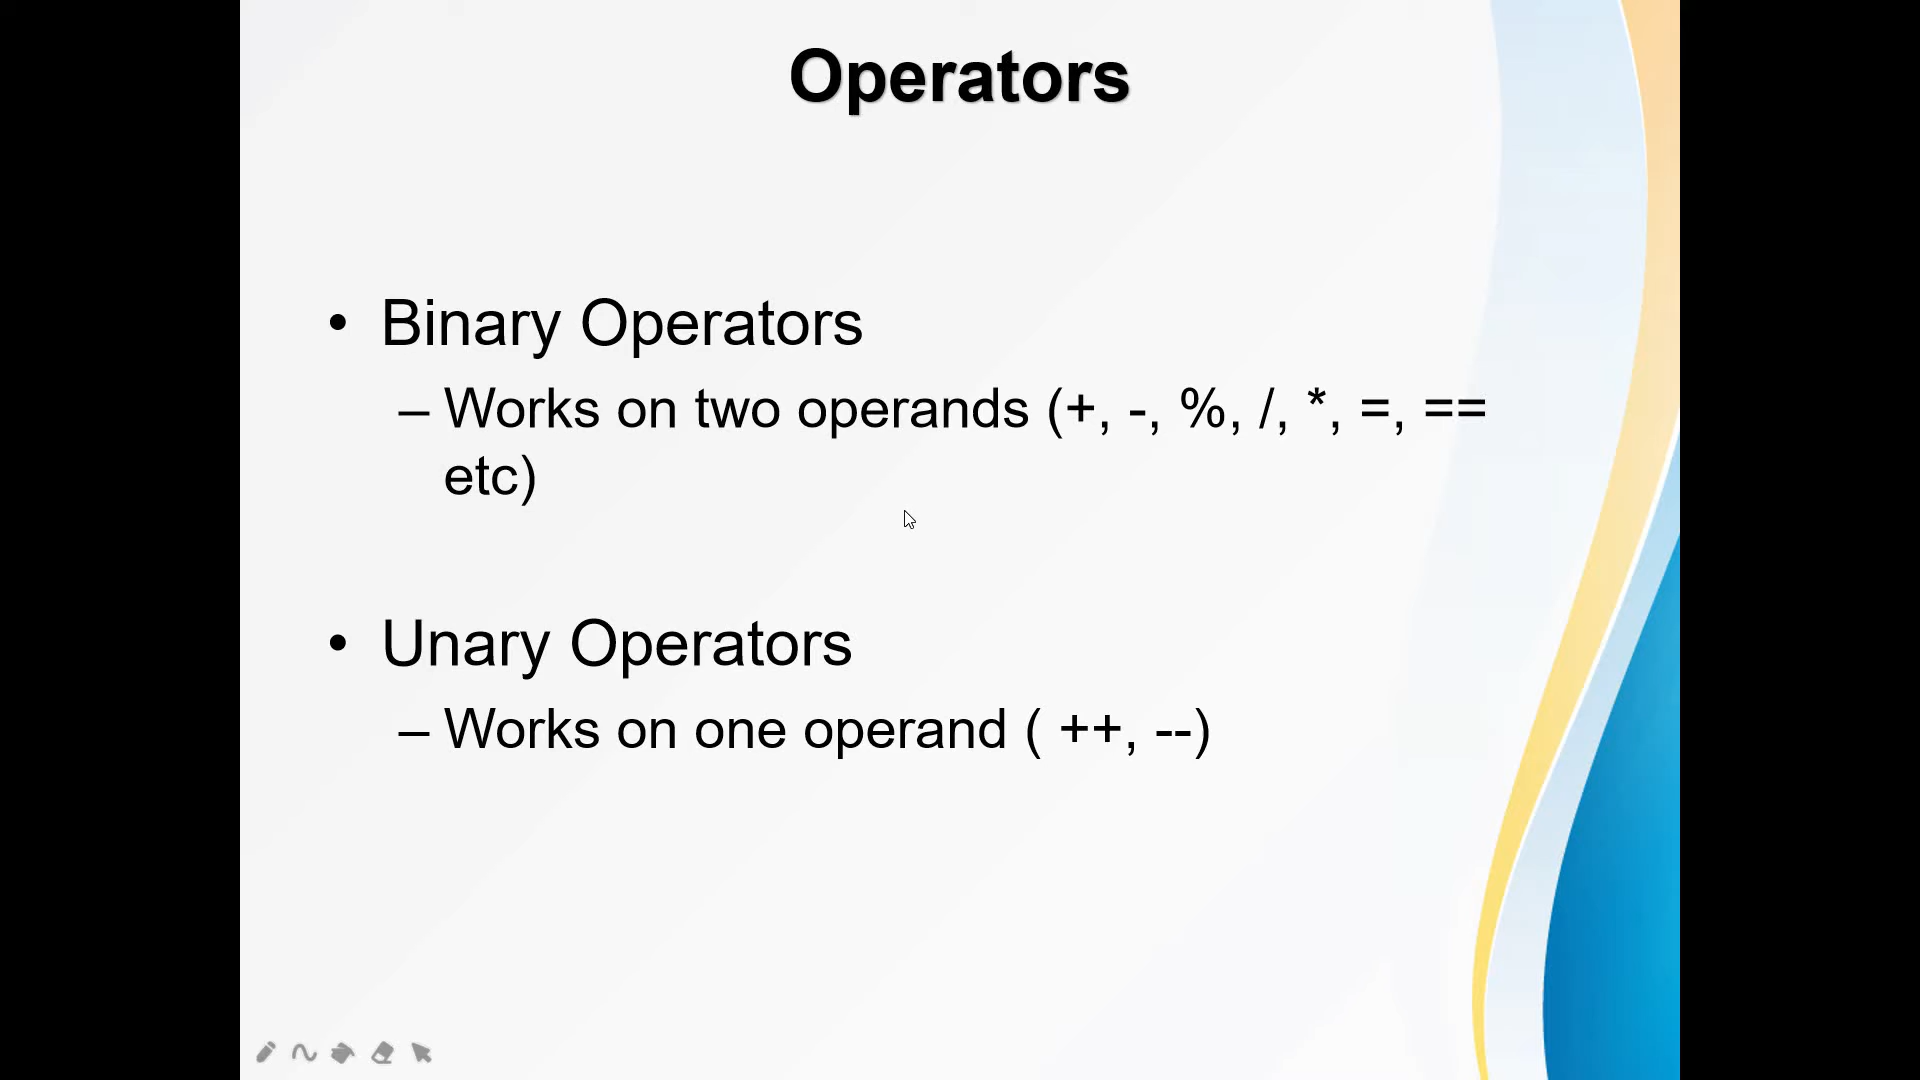 Operators
• Binary Operators
– Works on two operands (+, -, %, /, *, =, ==
etc)
• Unary Operators
– Works on one operand ( ++, --)